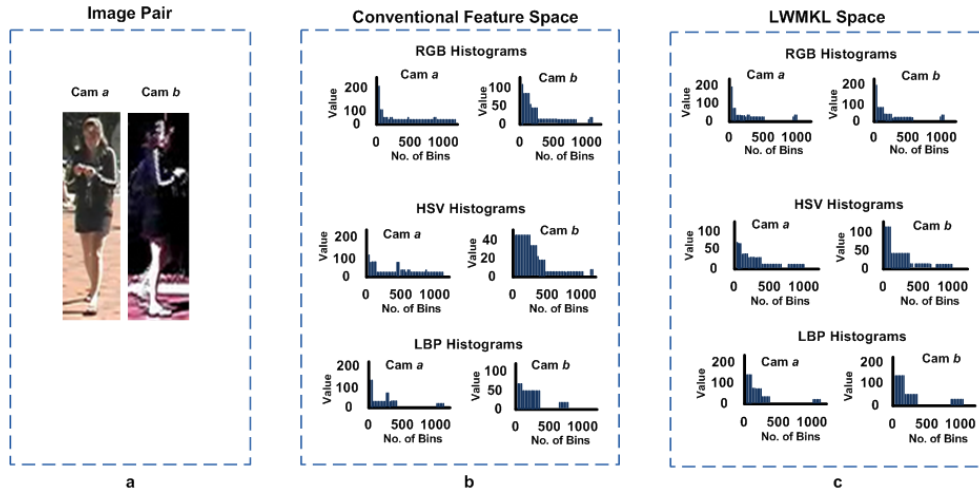 Image Pair
Cam a
Cam b
a
Conventional Feature Space
RGB Histograms
Cam a
Value
200
100
0
0 500 1000
No. of Bins
Cam b
Value
100
50
0
0 500 1000
No. of Bins
HSV Histograms
Cam a
Value
200
100
0
0 500 1000
No. of Bins
Cam b
Value
40
20
0
0 500 1000
No. of Bins
LBP Histograms
Cam a
Value
200
100
0
0 500 1000
No. of Bins
Cam b
Value
100
50
0
0 500 1000
No. of Bins
b
LWMKL Space
RGB Histograms
Cam a
Value
200
100
0
0 500 1000
No. of Bins
Cam b
Value
200
100
0
0 500 1000
No. of Bins
HSV Histograms
Cam a
Value
100
50
0
0 500 1000
No. of Bins
Cam b
Value
100
50
0
0 500 1000
No. of Bins
LBP Histograms
Cam a
Value
200
100
0
0 500 1000
No. of Bins
Cam b
Value
200
100
0
0 500 1000
No. of Bins
c